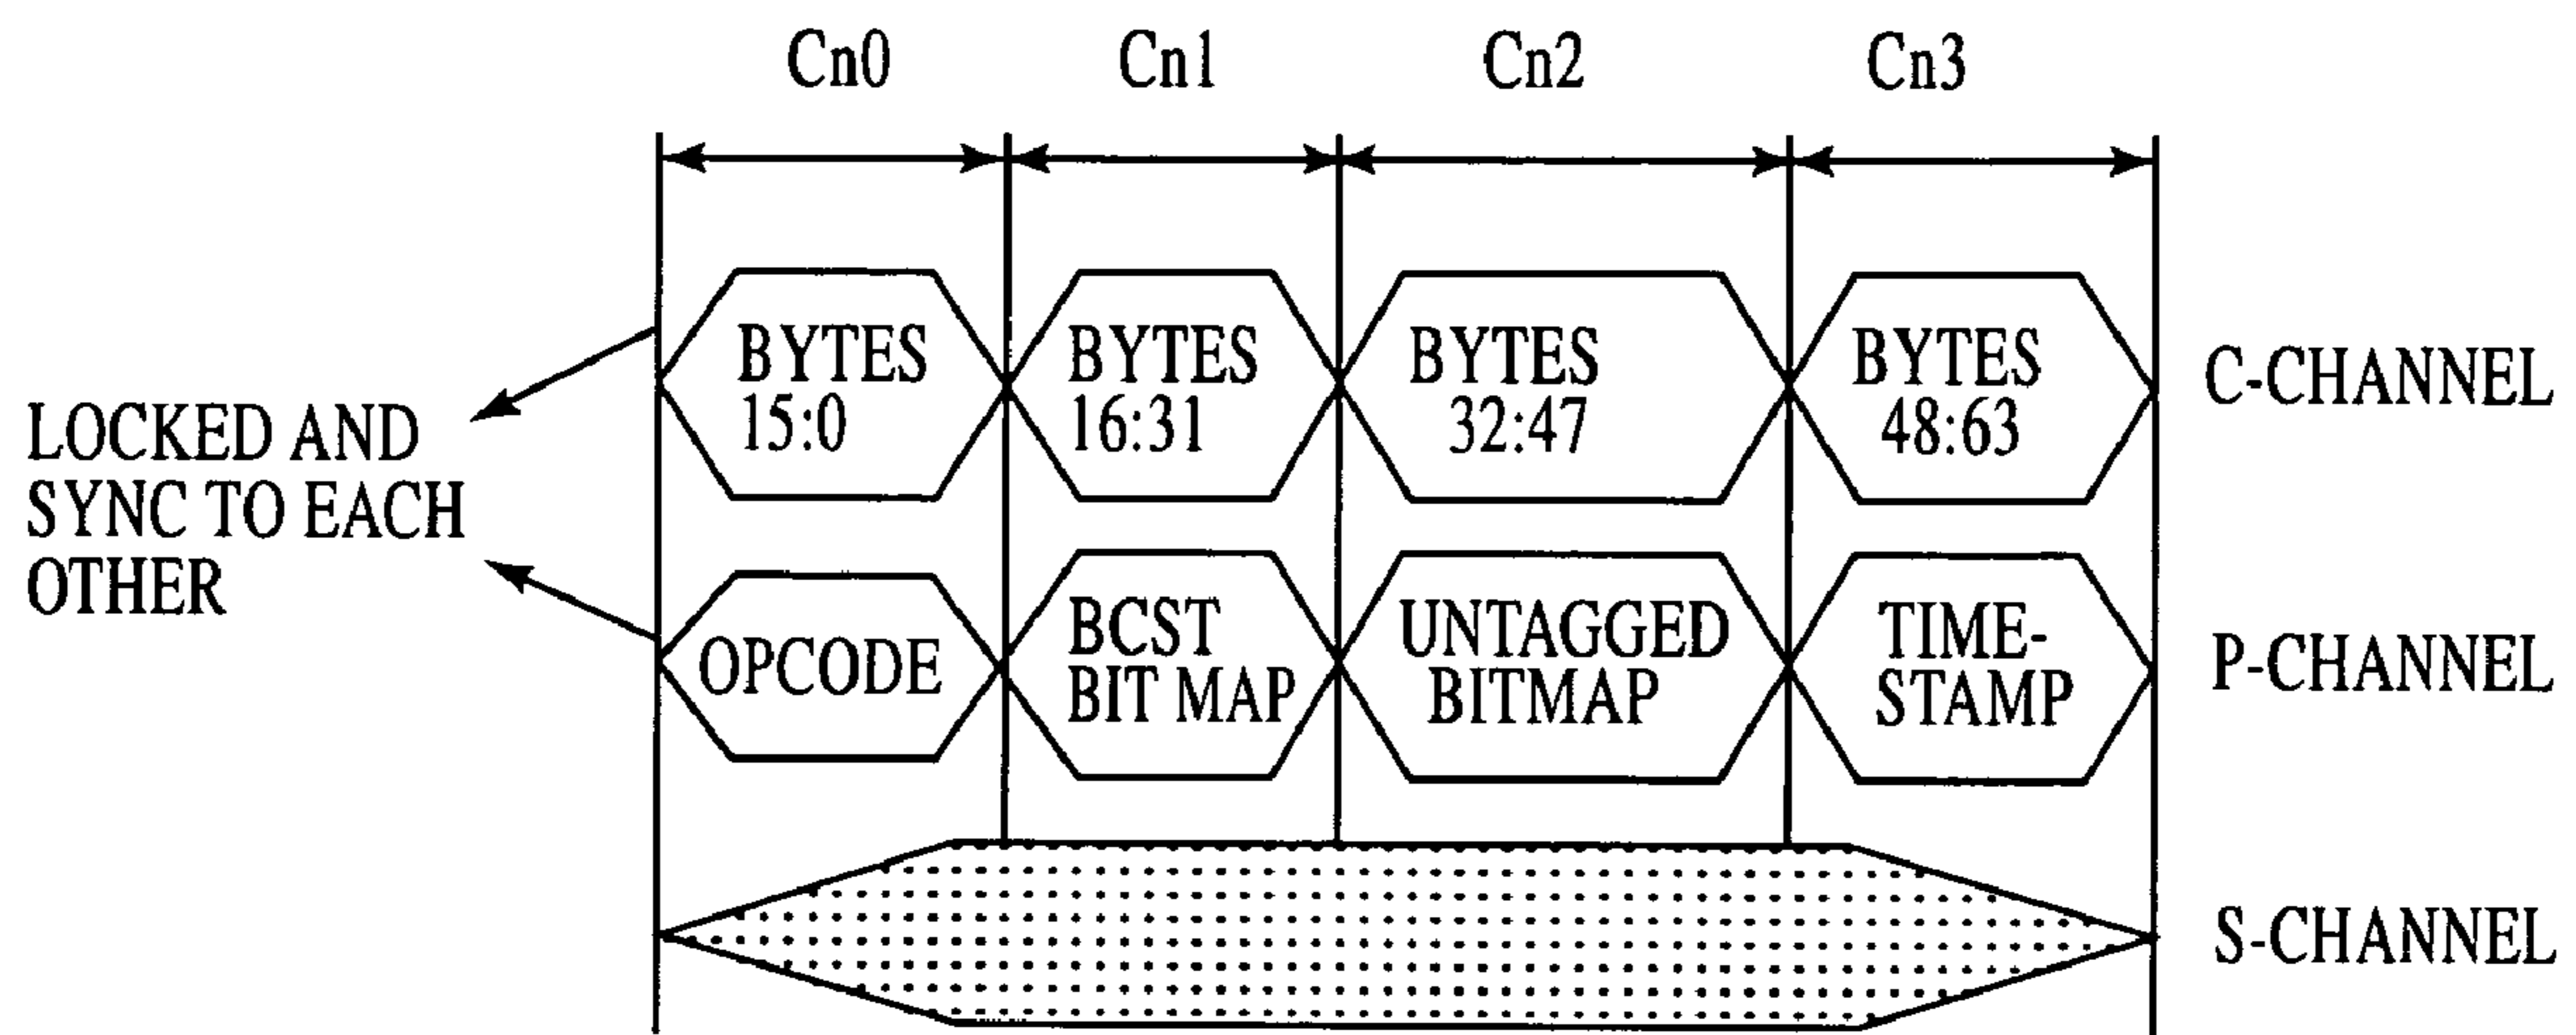 Cn0 Cn1 Cn2 Cn3
BYTES
15:0
BYTES
16:31
BYTES
32:47
BYTES
48:63
C-CHANNEL
LOCKED AND
SYNC TO EACH
OTHER
OPCODE
BCST
BIT MAP
UNTAGGED
BITMAP
TIME-
STAMP
P-CHANNEL
S-CHANNEL